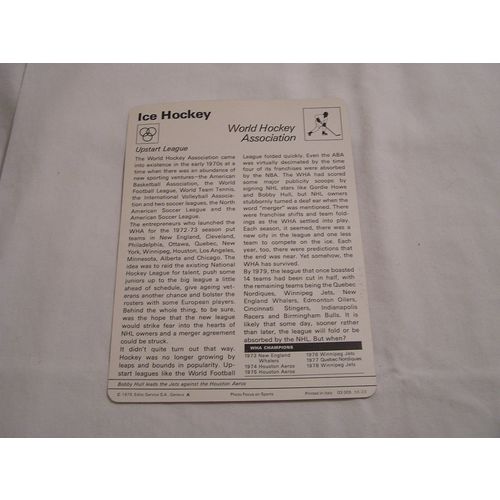 Ice Hockey
World Hockey
Association
Upstart League
The World Hockey Association came
into existence in the early 1970s at a
time when there was an abundance of
new sporting ventures—the American
Basketball Association, the World
Football League, World Team Tennis,
the International Volleyball Associa-
tion and two soccer leagues, the North
American Soccer League and the
American Soccer League.
The entrepreneurs who launched the
WHA for the 1972-73 season put
teams in New England, Cleveland,
Philadelphia, Ottawa, Quebec, New
York, Winnipeg, Houston, Los Angeles,
Minnesota, Alberta and Chicago. The
idea was to reid the existing National
Hockey League for talent, push some
juniors up to the big league a little
ahead of schedule, give ageing vet-
erans another chance and bolster the
rosters with some European players.
Behind the whole thing, to be sure,
was the hope that the new league
would strike fear into the hearts of
NHL owners and a merger agreement
could be struck.
It didn't quite turn out that way.
Hockey was no longer growing by
leaps and bounds in popularity. Up-
start leagues like the World Football
League folded quickly. Even the ABA
was virtually decimated by the time
four of its franchises were absorbed
by the NBA. The WHA had scored
some major publicity scoops by
signing NHL stars like Gordie Howe
and Bobby Hull, but NHL owners
stubbornly turned a deaf ear when the
word "merger" was mentioned. There
were franchise shifts and team fold-
ings as the WHA settled into play.
Each season, it seemed, there was a
new city in the league and one less
team to compete on the ice. Each
year, too, there were predictions that
the end was near. Yet somehow, the
WHA has survived.
By 1979, the league that once boasted
14 teams had been cut in half, with
the remaining teams being the Quebec
Nordiques, Winnipeg Jets, New
England Whalers, Edmonton Oilers,
Cincinnati Stingers, Indianapolis
Racers and Birmingham Bulls. It is
likely that some day, sooner rather
than later, the league will fold or be
absorbed by the NHL. But when?
WHA CHAMPIONS
1973 New England
Whalers
1974 Houston Aeros
1975 Houston Aeros
1976 Winnipeg Jets
1977 Quebec Nordiques
1978 Winnipeg Jets
Bobby Hull leads the Jets against the Houston Aeros
© 1979, Edito-Service S.A., Geneva
Photo Focus on Sports
Printed in Italy